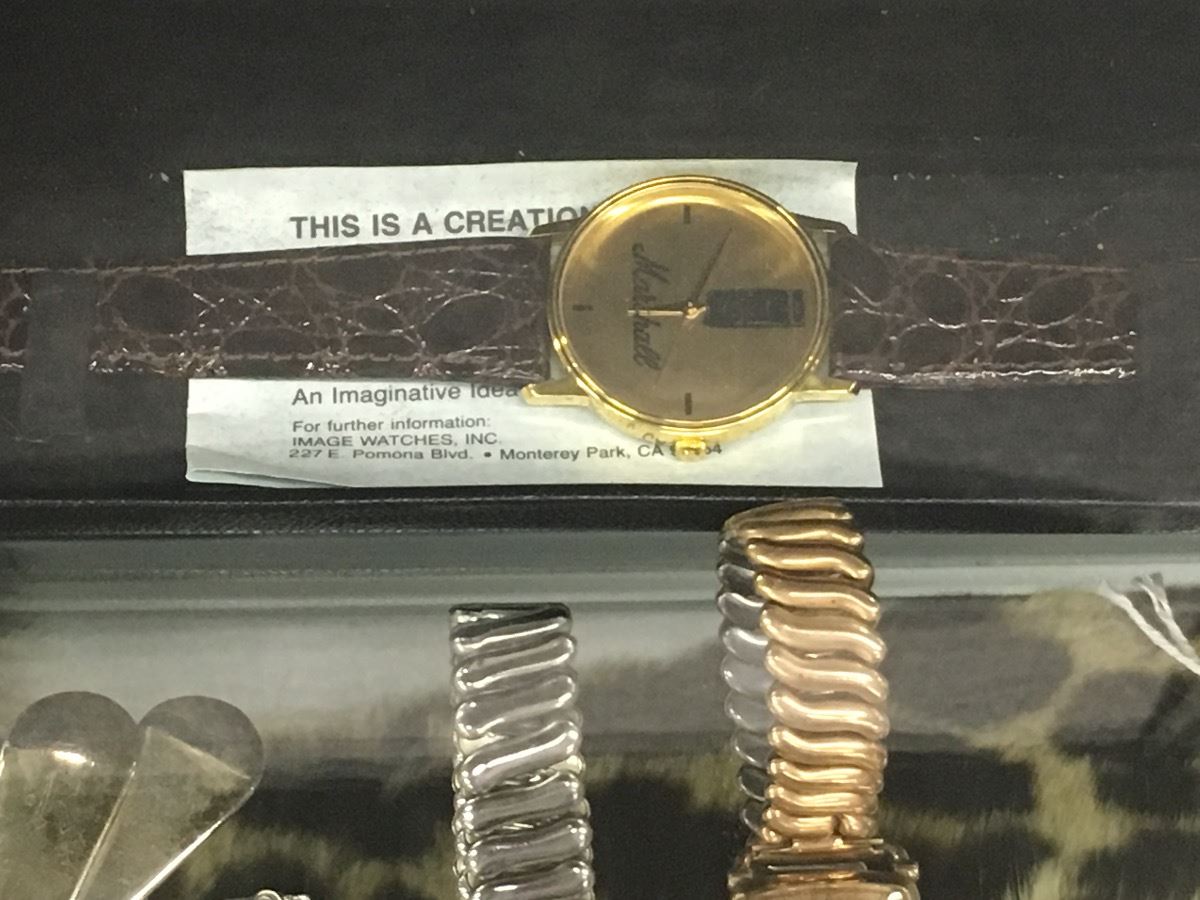 THIS IS A CREATION
Marshall
An Imaginative Idea
For further information:
IMAGE WATCHES, INC.
227 E. Pomona Blvd. • Monterey Park, CA